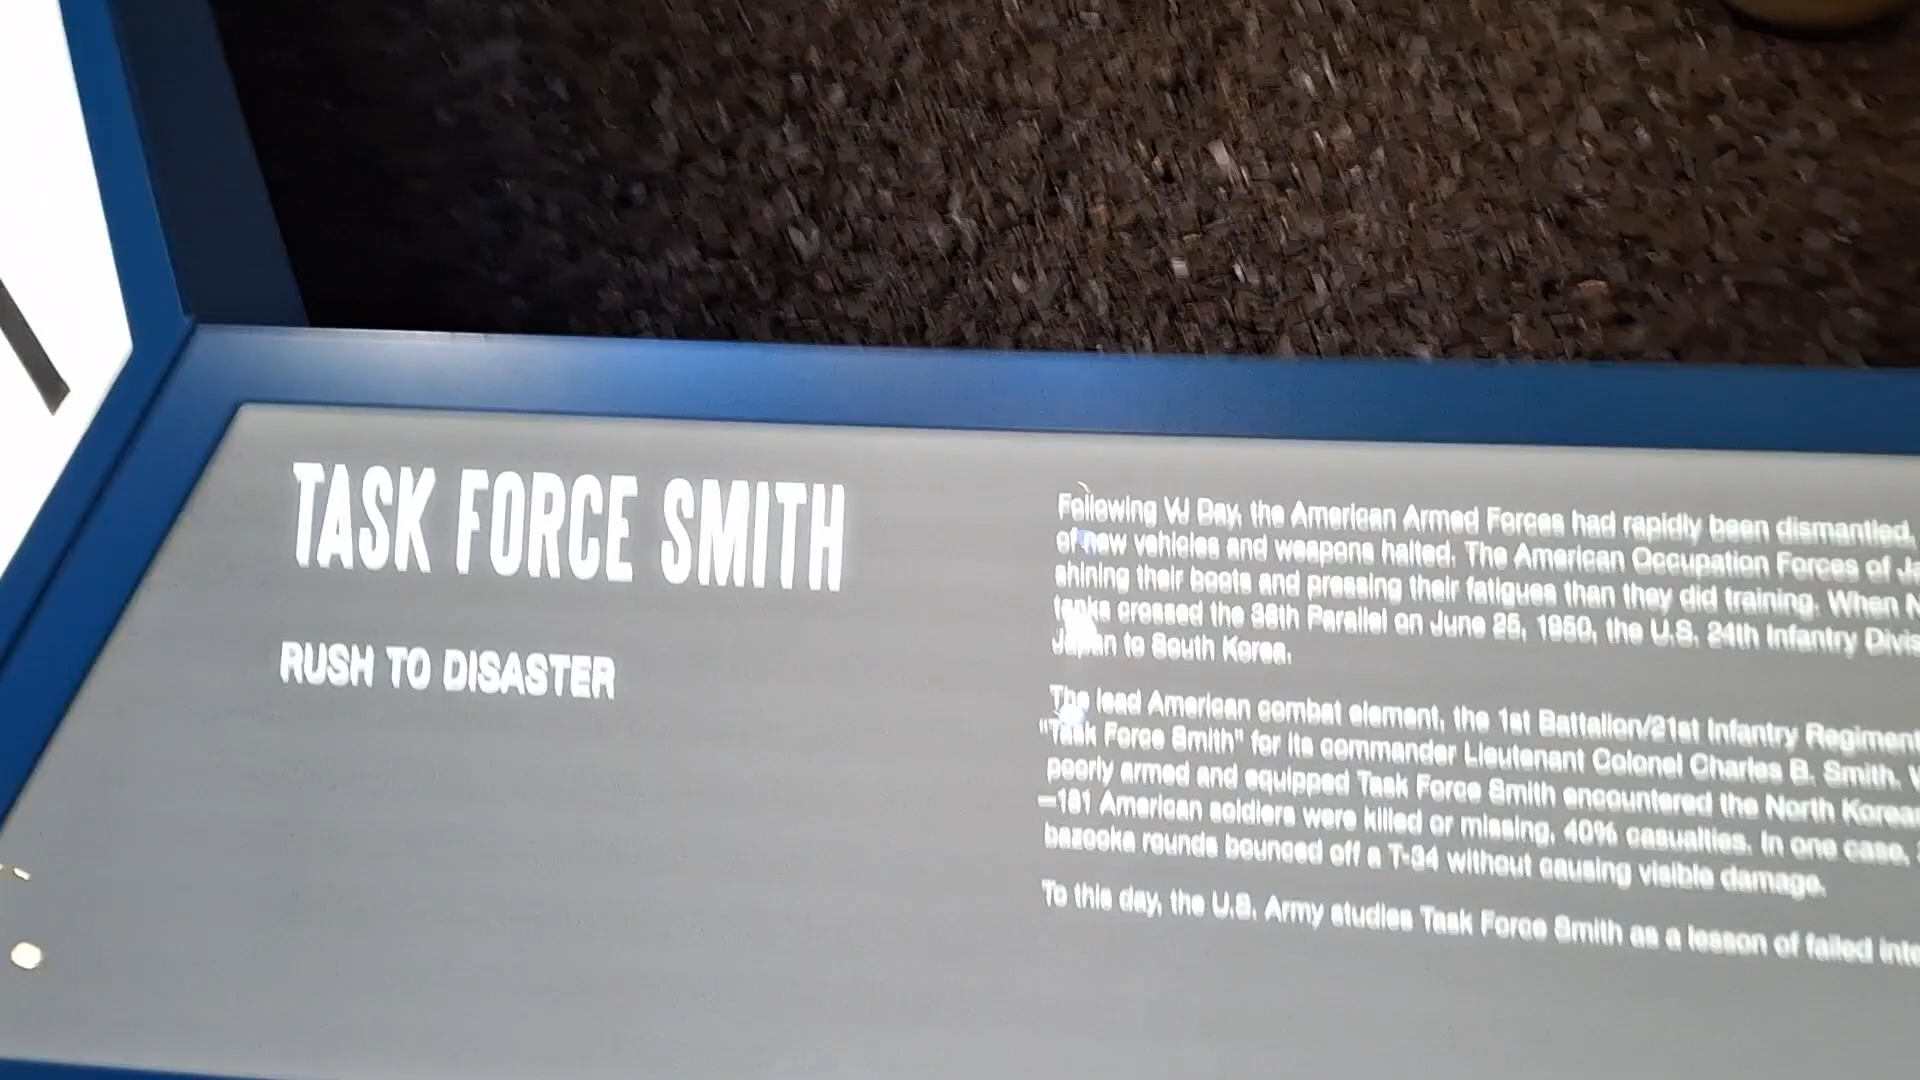 TASK FORCE SMITH
RUSH TO DISASTER
Following VJ Day, the American Armed Forces had rapidly been dismantled,
of new vehicles and weapons halted. The American Occupation Forces of
shining their boots and pressing their fatigues than they did training. When
tanks crossed the 38th Parallel on June 25, 1950, the U.S. 24th Infantry
Japan to South Korea.
The lead American combat element, the 1st Battalion/21st Infantry Regiment
"Task Force Smith" for its commander Lieutenant Colonel Charles B. Smith.
poorly armed and equipped Task Force Smith encountered the North Korean
—181 American soldiers were killed or missing, 40% casualties. In one case,
bazooka rounds bounced off a T-34 without causing visible damage.
To this day, the U.S. Army studies Task Force Smith as a lesson of failed